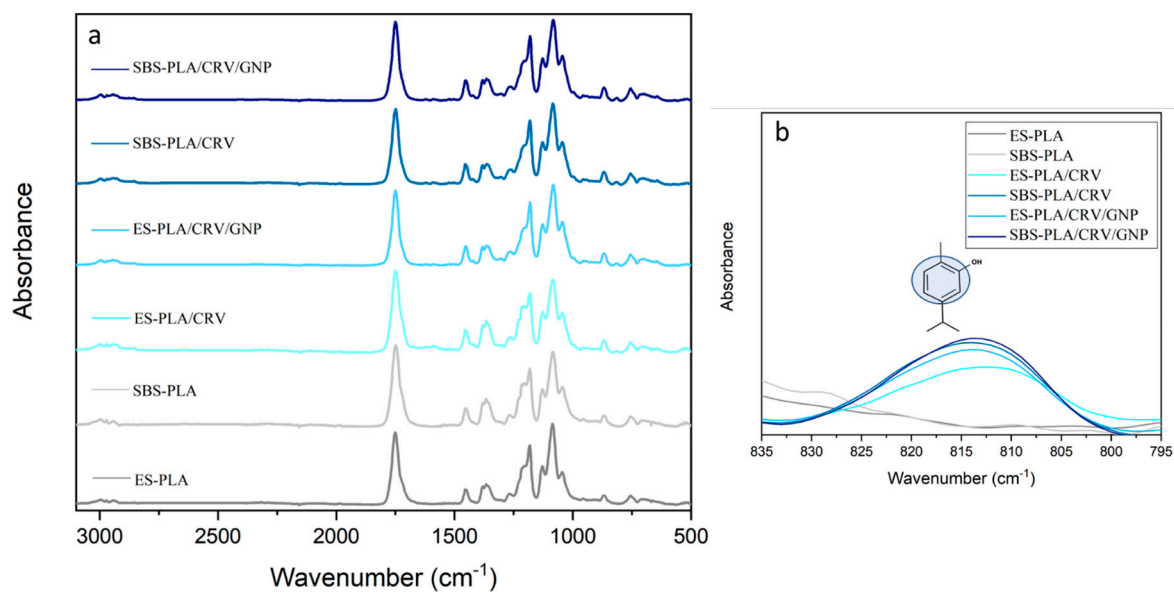 a
SBS-PLA/CRV/GNP
SBS-PLA/CRV
ES-PLA/CRV/GNP
ES-PLA/CRV
SBS-PLA
ES-PLA
Absorbance
3000 2500 2000 1500 1000 500
Wavenumber (cm⁻¹)
b
ES-PLA
SBS-PLA
ES-PLA/CRV
SBS-PLA/CRV
ES-PLA/CRV/GNP
SBS-PLA/CRV/GNP
OH
Absorbance
835 830 825 820 815 810 805 800 795
Wavenumber (cm⁻¹)